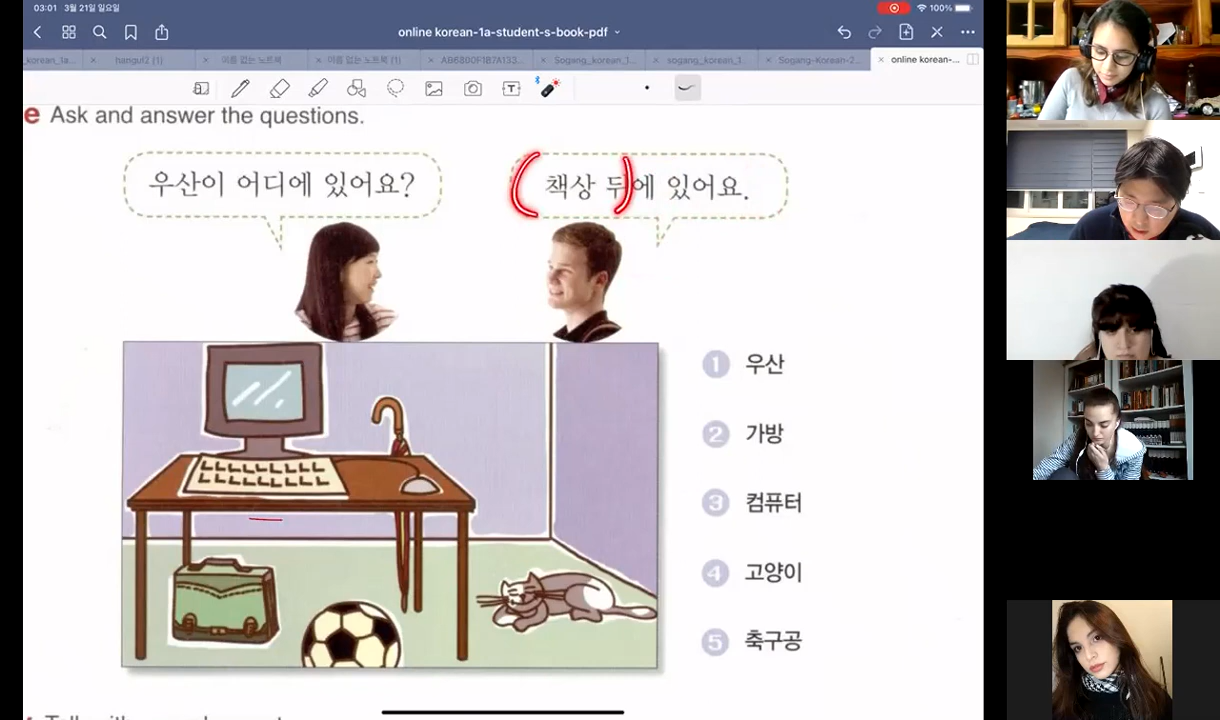 03:01 3월 21일 일요일
100%
online korean-1a-student-s-book-pdf
_korean_1a...
hangul2 (1)
이름 없는 노트북
이름 없는 노트북 (1)
Sogang_korean_1...
sogang_korean_1...
Sogang-Korean-2...
online korean-...
T
e Ask and answer the questions.
우산이 어디에 있어요?
책상 뒤에 있어요.
1 우산
2 가방
3 컴퓨터
4 고양이
5 축구공